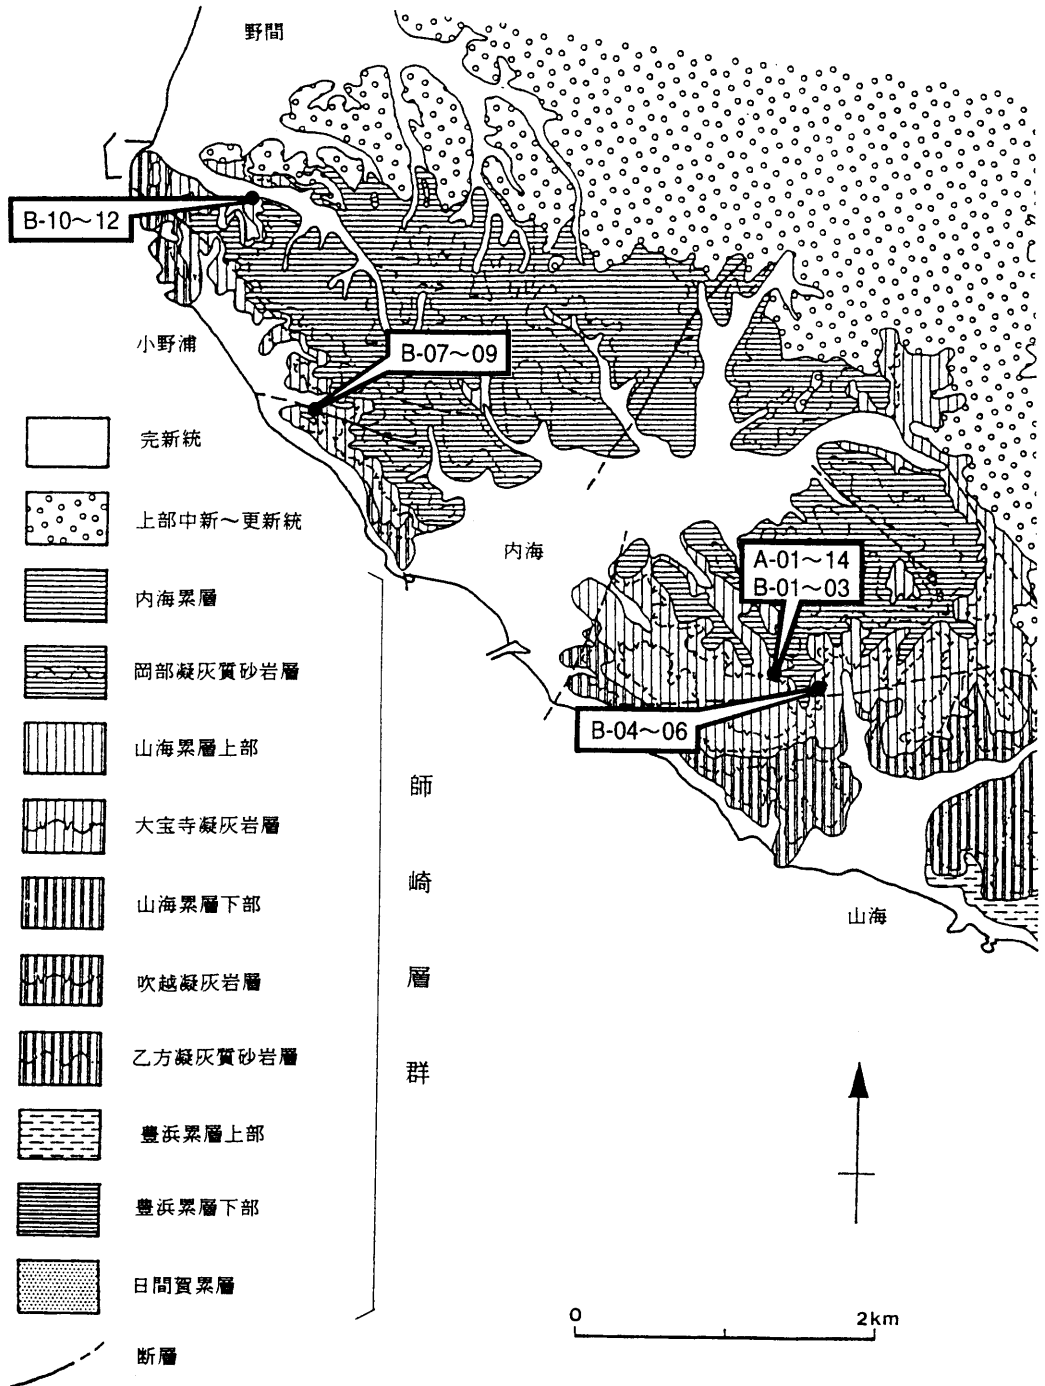 野間
B-10～12
小野浦
B-07～09
内海
A-01～14
B-01～03
B-04～06
山海
完新統
上部中新～更新統
内海累層
岡部凝灰質砂岩層
山海累層上部
大宝寺凝灰岩層
山海累層下部
吹越凝灰岩層
乙方凝灰質砂岩層
豊浜累層上部
豊浜累層下部
日間賀累層
断層
師崎層群
0
2km